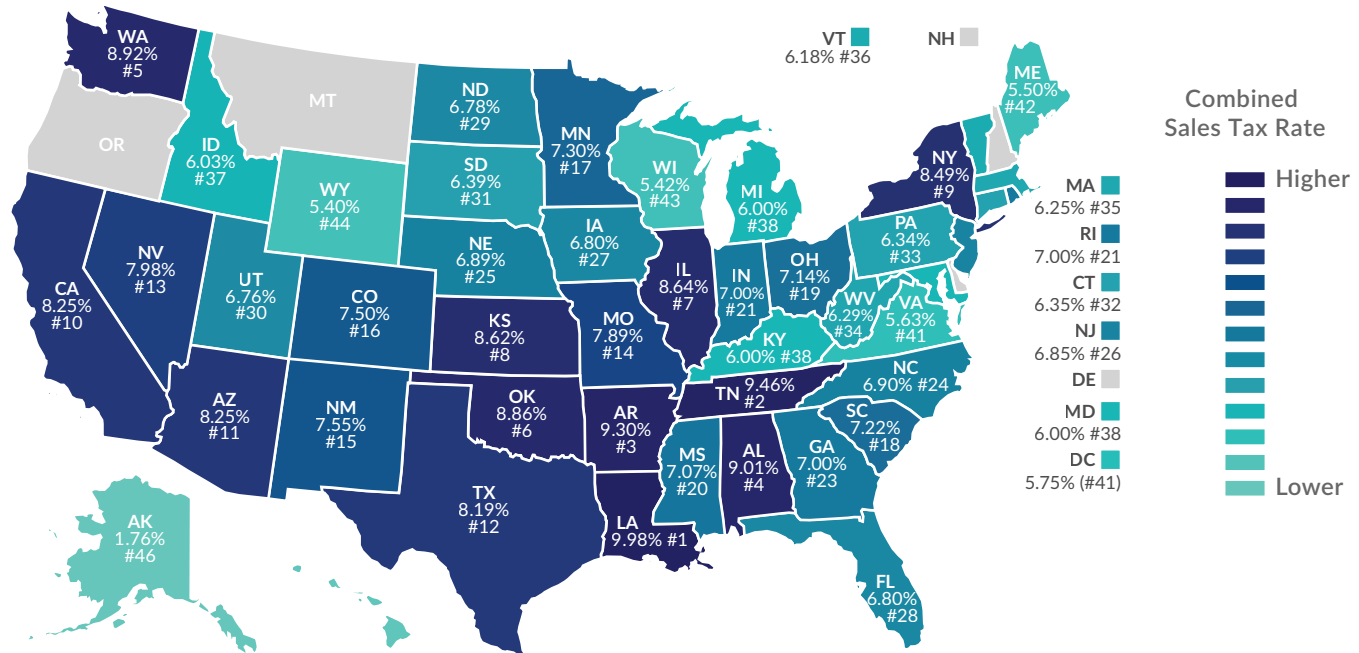 WA
8.92%
#5
MT
OR
ID
6.03%
#37
WY
5.40%
#44
ND
6.78%
#29
SD
6.39%
#31
NE
6.89%
#25
MN
7.30%
#17
IA
6.80%
#27
WI
5.42%
#43
MI
6.00%
#38
VT
6.18% #36
NH
ME
5.50%
#42
NY
8.49%
#9
PA
6.34%
#33
CA
8.25%
#10
NV
7.98%
#13
UT
6.76%
#30
CO
7.50%
#16
KS
8.62%
#8
MO
7.89%
#14
IL
8.64%
#7
IN
7.00%
#21
OH
7.14%
#19
WV
6.29%
#34
VA
5.63%
#41
KY
6.00% #38
AZ
8.25%
#11
NM
7.55%
#15
OK
8.86%
#6
AR
9.30%
#3
TN
9.46%
#2
NC
6.90% #24
SC
7.22%
#18
MS
7.07%
#20
AL
9.01%
#4
GA
7.00%
#23
TX
8.19%
#12
LA
9.98% #1
FL
6.80%
#28
AK
1.76%
#46
MA
6.25% #35
RI
7.00% #21
CT
6.35% #32
NJ
6.85% #26
DE
MD
6.00% #38
DC
5.75% (#41)
Combined
Sales Tax Rate
Higher
Lower